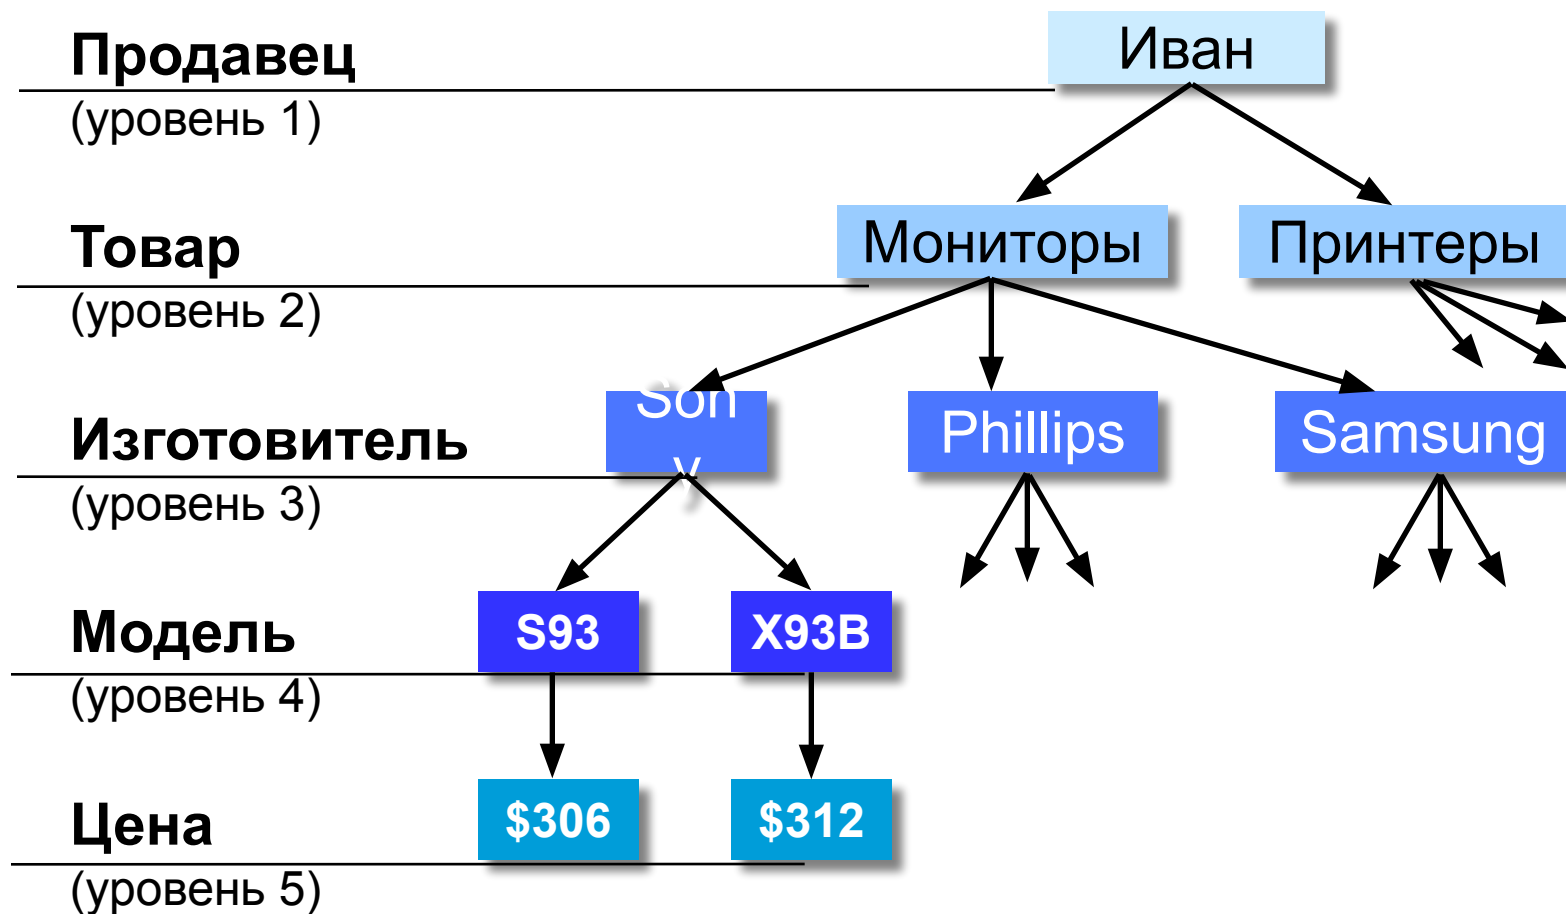 Продавец
(уровень 1)
Иван
Товар
(уровень 2)
Мониторы
Принтеры
Изготовитель
(уровень 3)
Son
y
Phillips
Samsung
Модель
(уровень 4)
S93
X93B
Цена
(уровень 5)
$306
$312